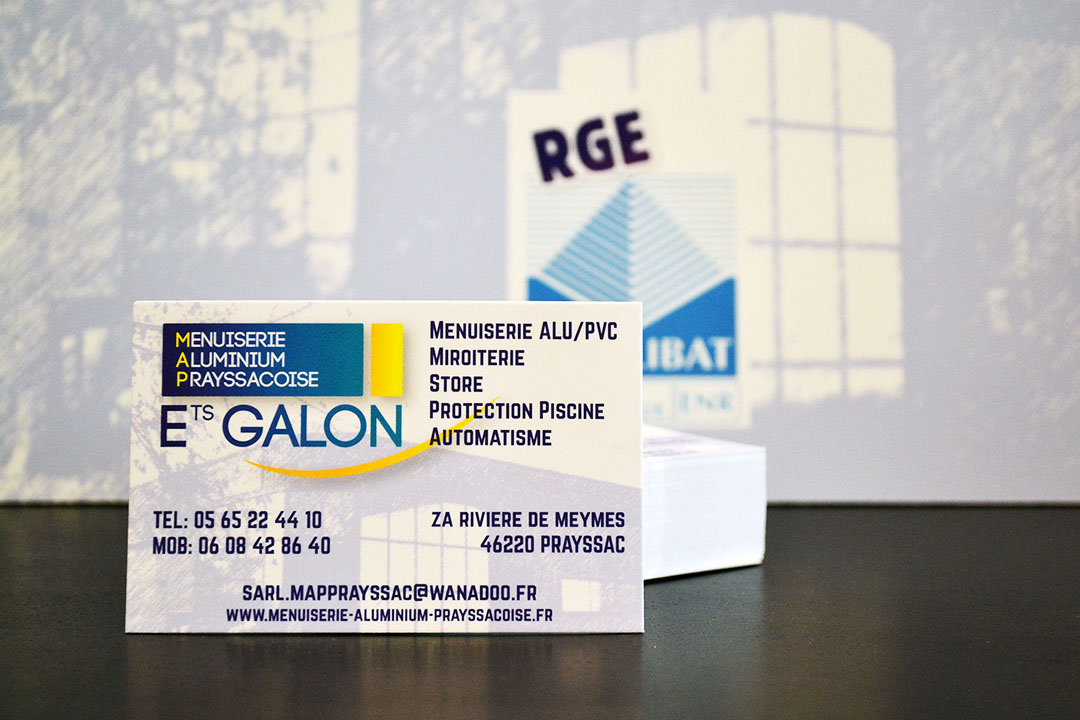 RGE
MENUISERIE
ALUMINIUM
PRAYSSACOISE
ETS GALON
MENUISERIE ALU/PVC
MIROITERIE
STORE
PROTECTION PISCINE
AUTOMATISME
TEL: 05 65 22 44 10
MOB: 06 08 42 86 40
ZA RIVIERE DE MEYMES
46220 PRAYSSAC
SARL.MAPPRAYSSAC@WANADOO.FR
WWW.MENUISERIE-ALUMINIUM-PRAYSSACOISE.FR